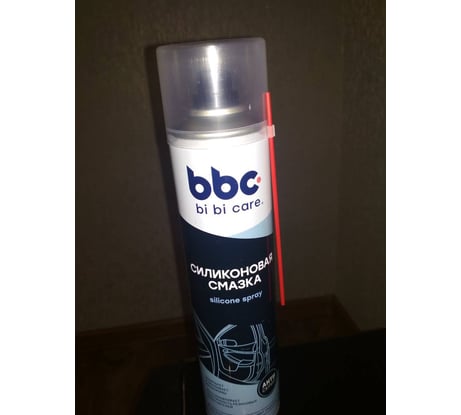 bbc.
bi bi care.
СИЛИКОНОВАЯ
СМАЗКА
silicone spray